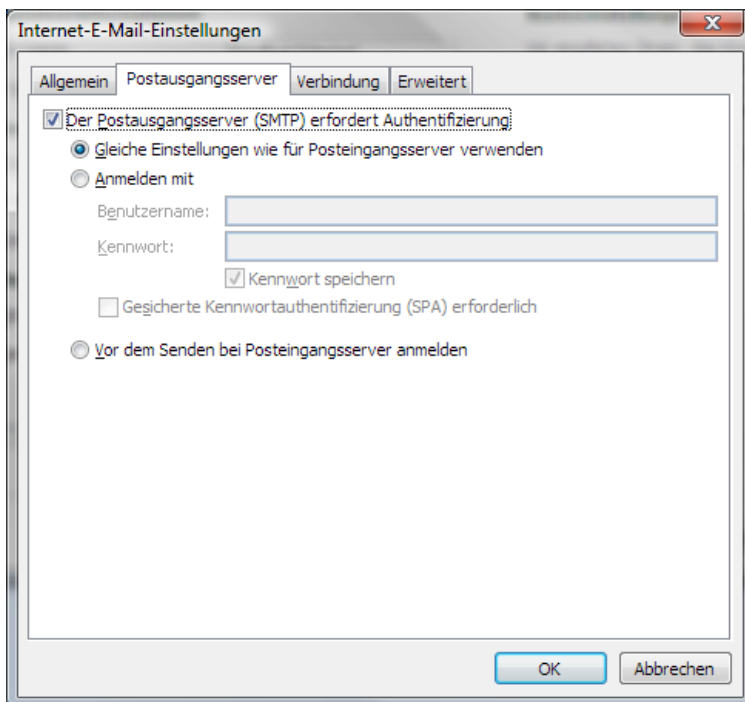 Internet-E-Mail-Einstellungen
Allgemein Postausgangsserver Verbindung Erweitert
Der Postausgangsserver (SMTP) erfordert Authentifizierung
Gleiche Einstellungen wie für Posteingangsserver verwenden
Anmelden mit
Benutzername:
Kennwort:
Kennwort speichern
Gesicherte Kennwortauthentifizierung (SPA) erforderlich
Vor dem Senden bei Posteingangsserver anmelden
OK Abbrechen